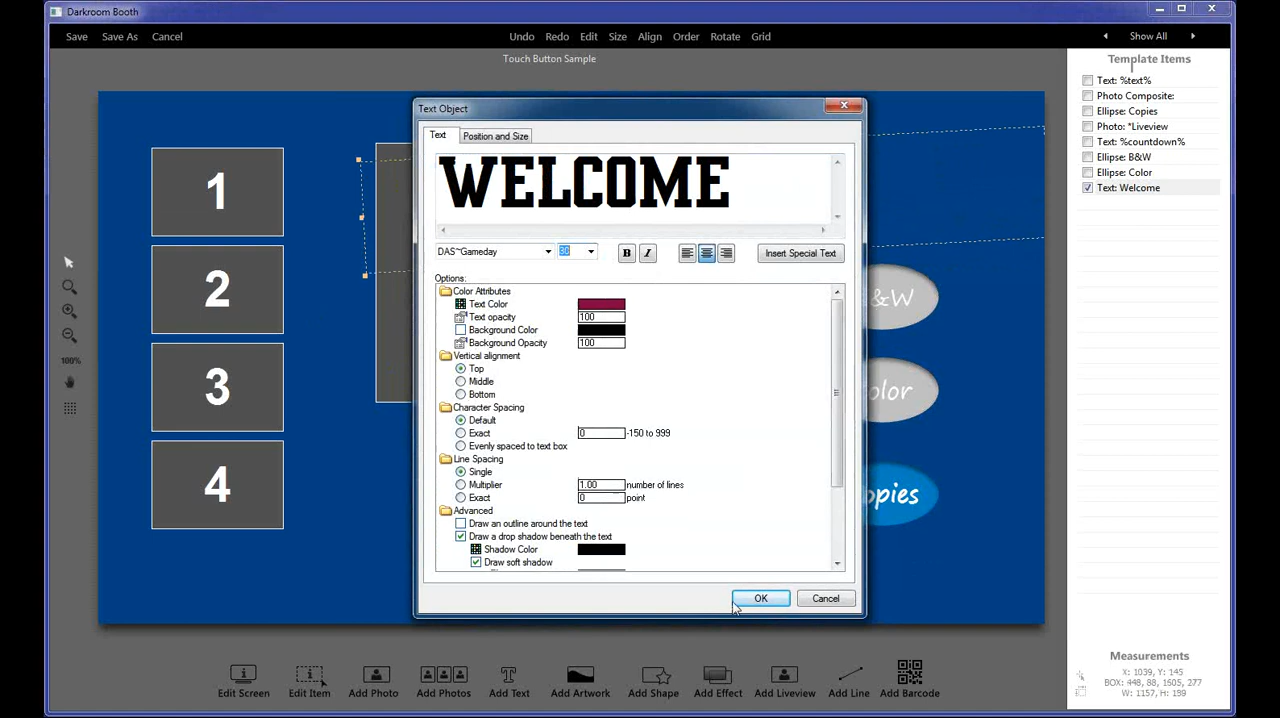 Darkroom Booth
Save Save As Cancel Undo Redo Edit Size Align Order Rotate Grid Show All
Touch Button Sample
Template Items
Text: %text%
Photo Composite:
Ellipse: Copies
Photo: *Liveview
Text: %countdown%
Ellipse: B&W
Ellipse: Color
Text: Welcome
1
2
3
4
100%
&W
olor
opies
Text Object
Text Position and Size
WELCOME
DAS~Gameday 30 B I Insert Special Text
Options:
Color Attributes
Text Color
Text opacity 100
Background Color
Background Opacity 100
Vertical alignment
Top
Middle
Bottom
Character Spacing
Default
Exact 0 -150 to 999
Evenly spaced to text box
Line Spacing
Single
Multiplier 1.00 number of lines
Exact 0 point
Advanced
Draw an outline around the text
Draw a drop shadow beneath the text
Shadow Color
Draw soft shadow
OK Cancel
Edit Screen Edit Item Add Photo Add Photos Add Text Add Artwork Add Shape Add Effect Add Liveview Add Line Add Barcode
Measurements
X: 1039, Y: 145
BOX: 448, 88, 1605, 277
W: 1157, H: 189